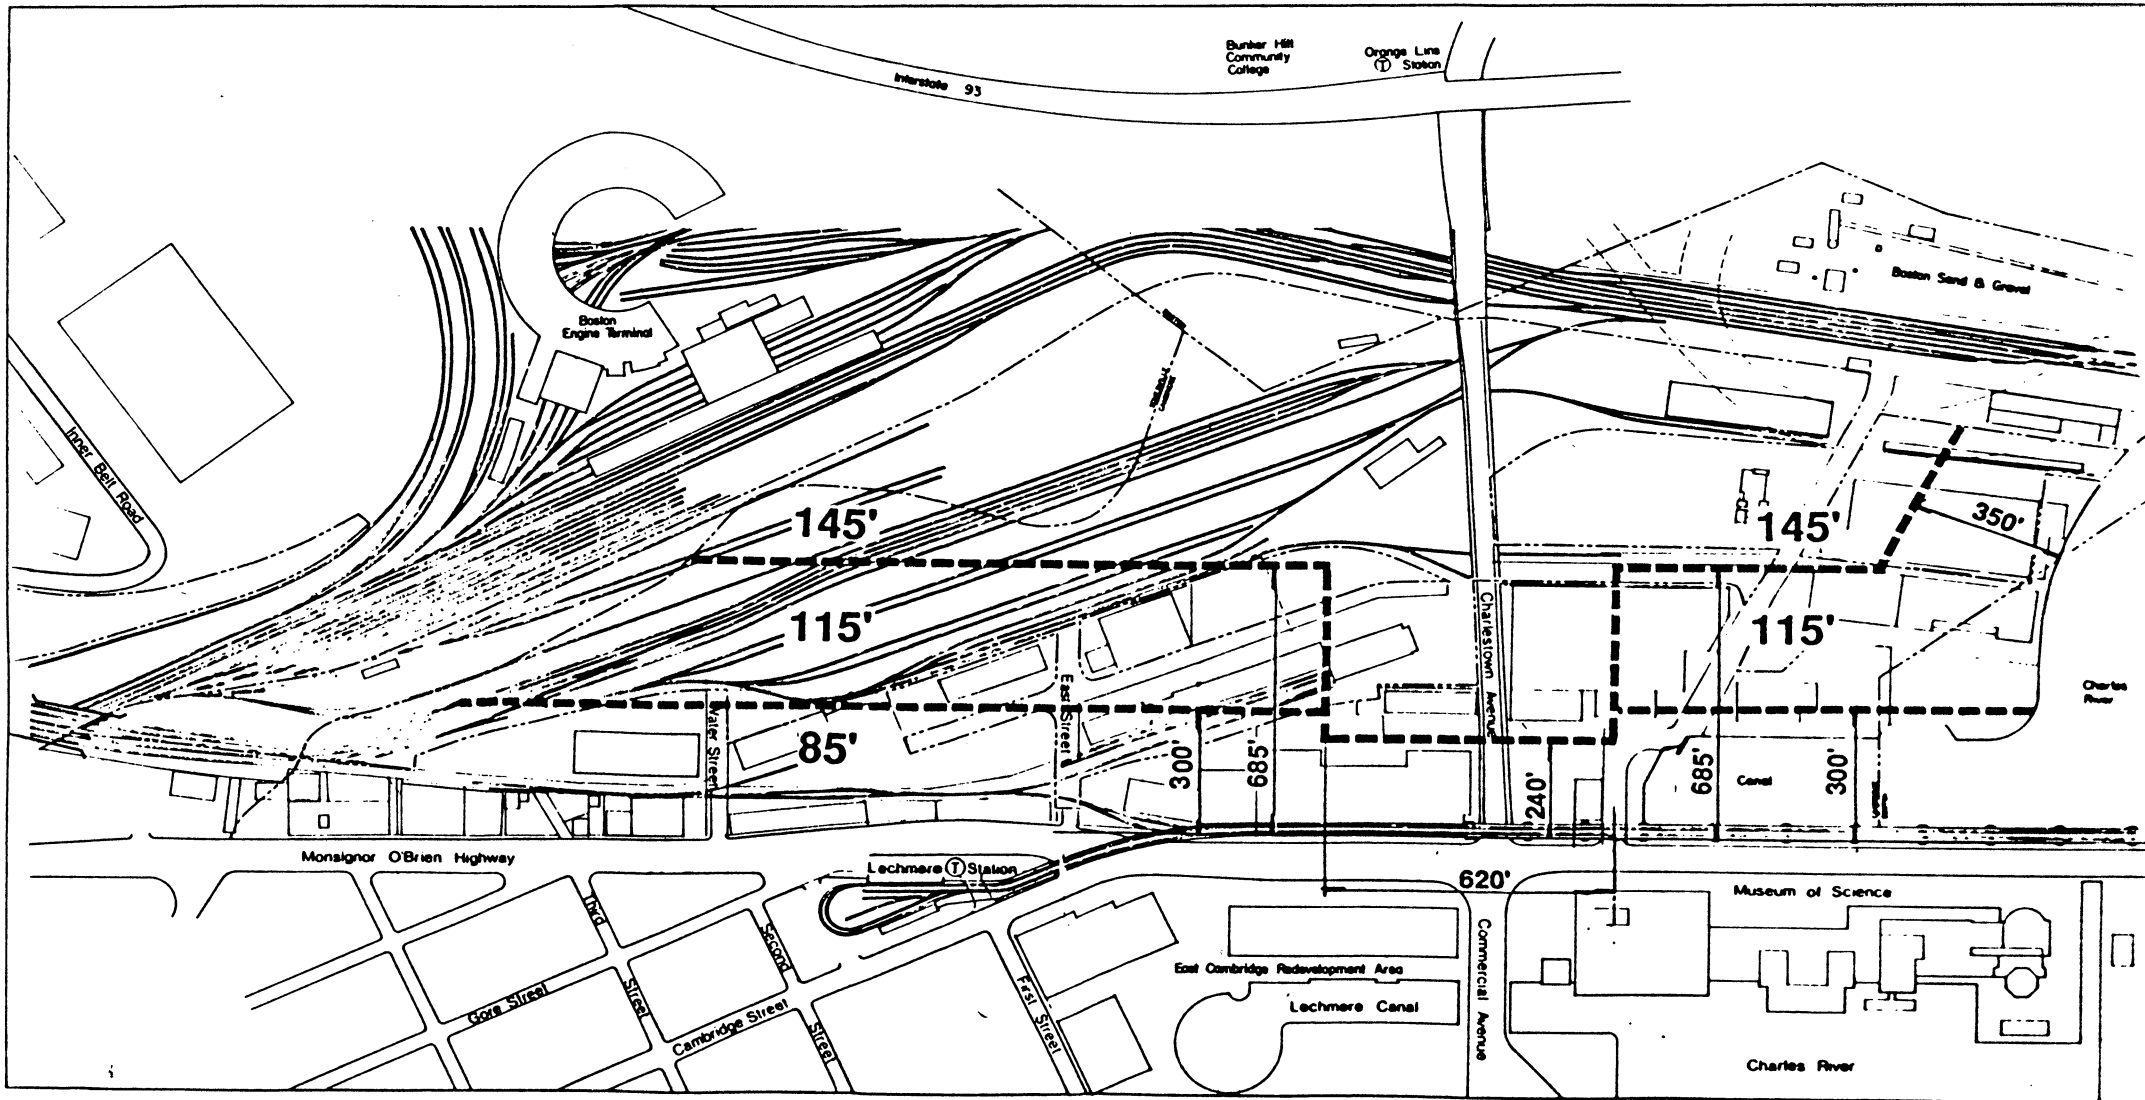 Bunker Hill
Community
College
Orange Line
Ⓣ Station
Interstate 93
Boston Sand & Gravel
Boston
Engine Terminal
Inner Belt Road
145'
145'
350'
115'
115'
Charlestown Avenue
East Street
Water Street
Charles
River
85'
300'
685'
240'
685'
Canal
300'
Monsignor O'Brien Highway
Lechmere Ⓣ Station
620'
Museum of Science
Third
Street
Second
Street
First Street
Gore Street
Cambridge Street
East Cambridge Redevelopment Area
Lechmere Canal
Commercial Avenue
Charles River